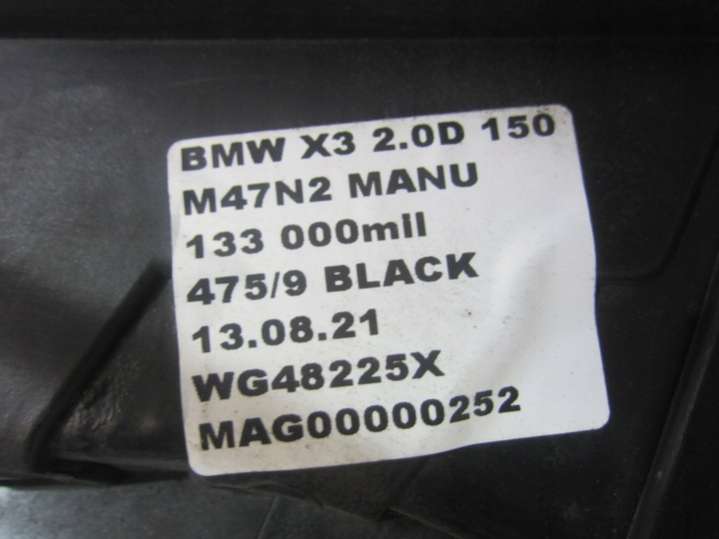 BMW X3 2.0D 150
M47N2 MANU
133 000mil
475/9 BLACK
13.08.21
WG48225X
MAG00000252